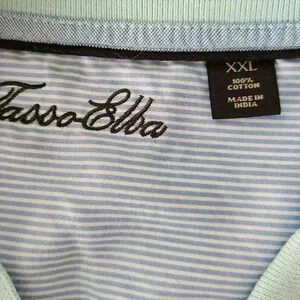 Tasso Elba
XXL
100%
COTTON
MADE IN
INDIA